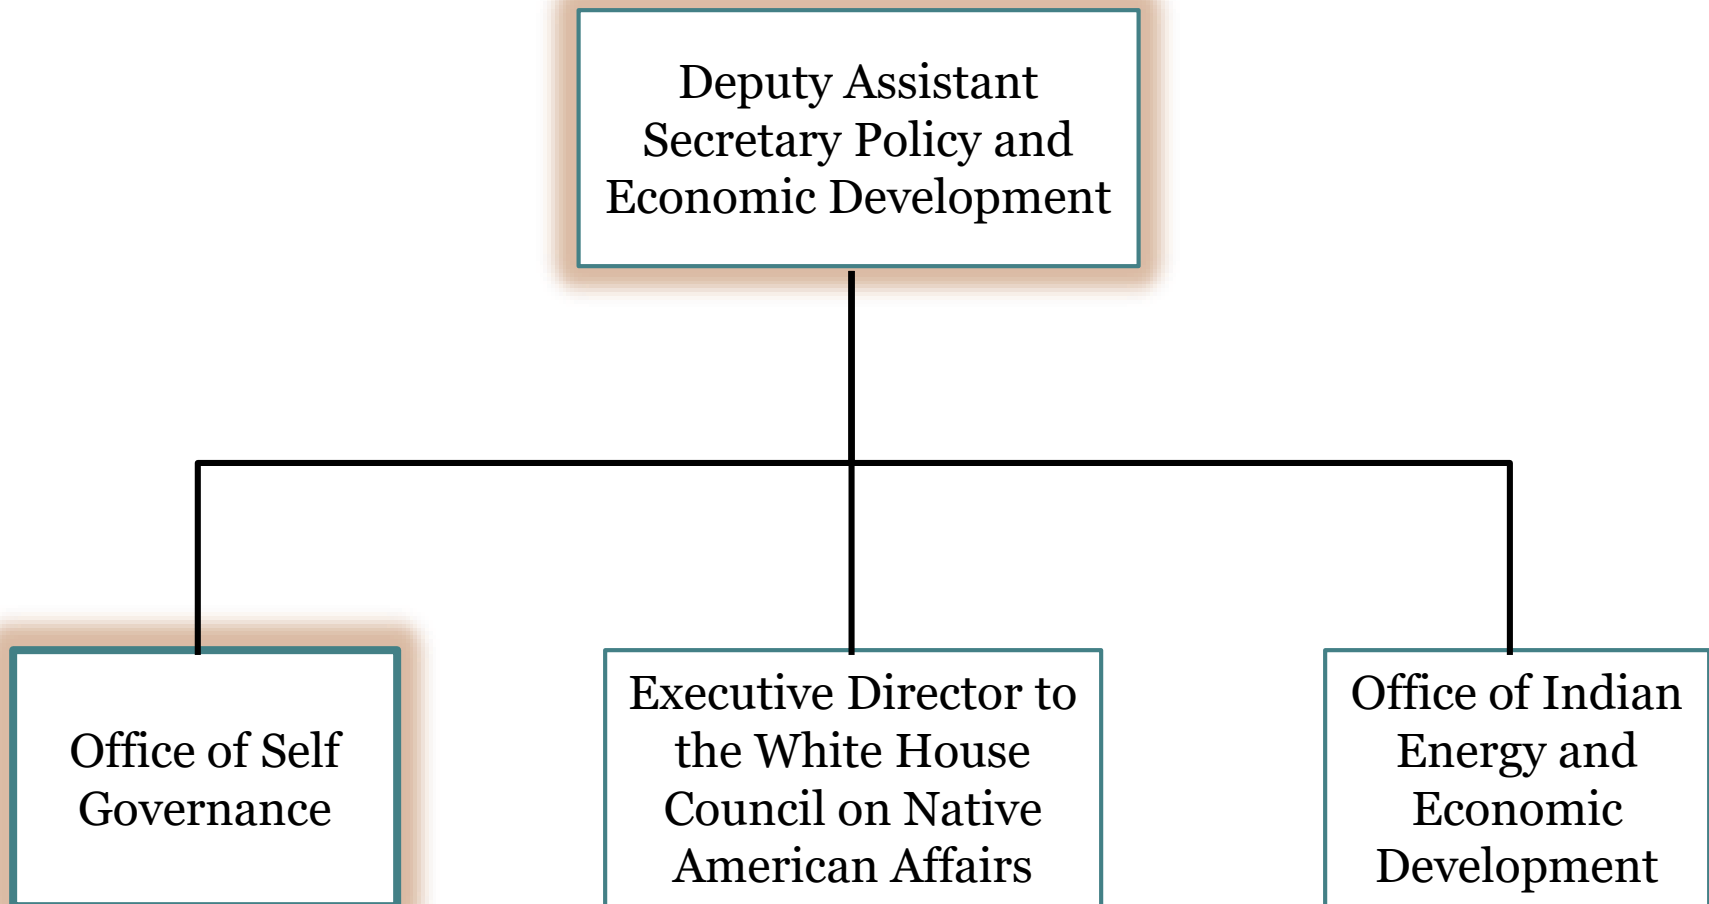 Deputy Assistant
Secretary Policy and
Economic Development
Office of Self
Governance
Executive Director to
the White House
Council on Native
American Affairs
Office of Indian
Energy and
Economic
Development